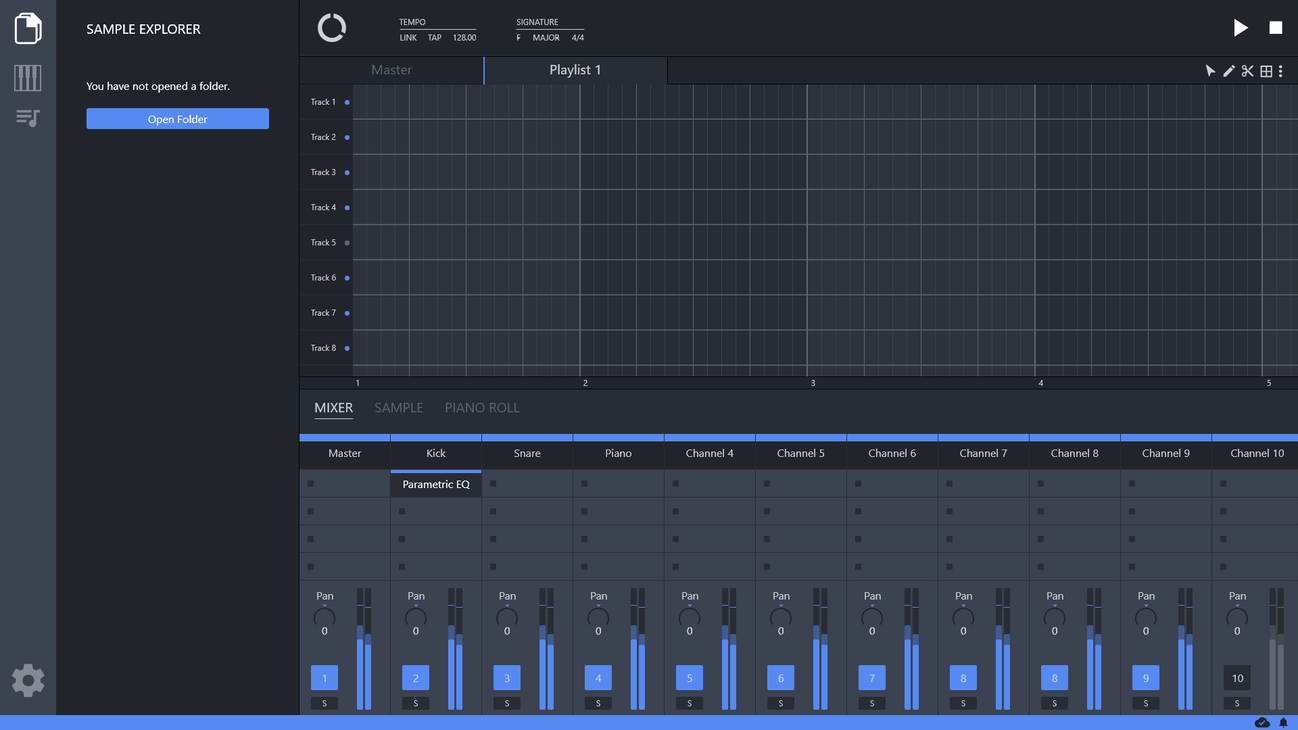 SAMPLE EXPLORER
You have not opened a folder.
Open Folder
TEMPO
LINK TAP 128.00
SIGNATURE
F MAJOR 4/4
Master Playlist 1
Track 1
Track 2
Track 3
Track 4
Track 5
Track 6
Track 7
Track 8
1 2 3 4 5
MIXER SAMPLE PIANO ROLL
Master Kick Snare Piano Channel 4 Channel 5 Channel 6 Channel 7 Channel 8 Channel 9 Channel 10
Parametric EQ
Pan Pan Pan Pan Pan Pan Pan Pan Pan Pan Pan
0 0 0 0 0 0 0 0 0 0 0
1 2 3 4 5 6 7 8 8 9 10
S S S S S S S S S S S